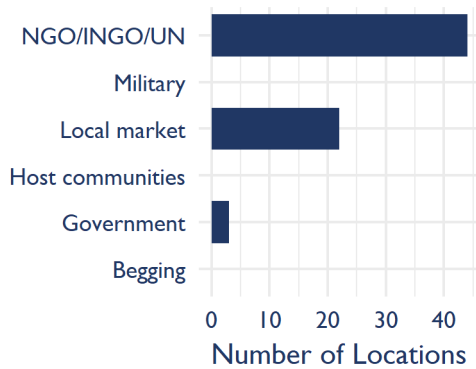 NGO/INGO/UN
Military
Local market
Host communities
Government
Begging
0 10 20 30 40
Number of Locations